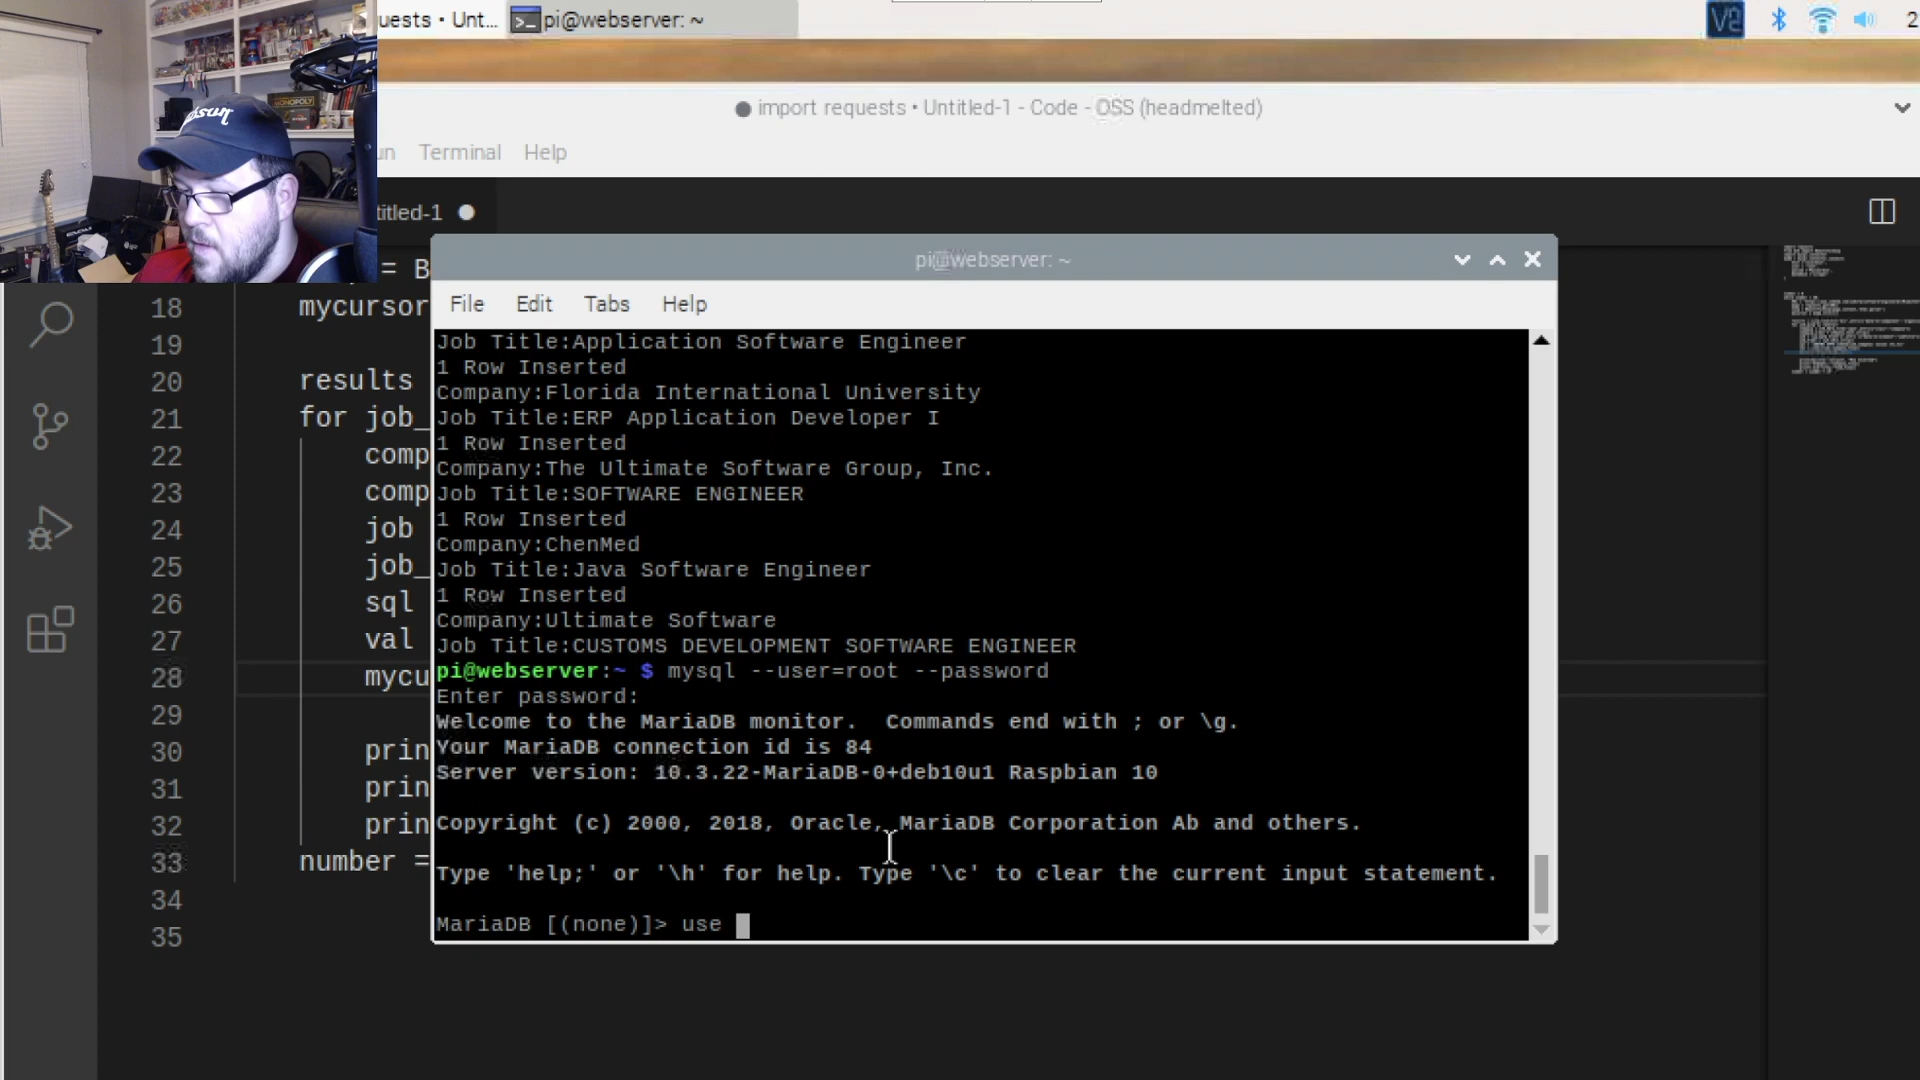 uests • Unt...
pi@webserver: ~
V2
2
import requests • Untitled-1 - Code - OSS (headmelted)
un Terminal Help
titled-1
MONOPOLY
pi@webserver: ~
File Edit Tabs Help
= B
18 mycursor
19
20 results
21 for job_
22 comp
23 comp
24 job
25 job_
26 sql
27 val
28 mycu
29
30 prin
31 prin
32 prin
33 number =
34
35
Job Title:Application Software Engineer
1 Row Inserted
Company:Florida International University
Job Title:ERP Application Developer I
1 Row Inserted
Company:The Ultimate Software Group, Inc.
Job Title:SOFTWARE ENGINEER
1 Row Inserted
Company:ChenMed
Job Title:Java Software Engineer
1 Row Inserted
Company:Ultimate Software
Job Title:CUSTOMS DEVELOPMENT SOFTWARE ENGINEER
pi@webserver:~ $ mysql --user=root --password
Enter password:
Welcome to the MariaDB monitor.  Commands end with ; or \g.
Your MariaDB connection id is 84
Server version: 10.3.22-MariaDB-0+deb10u1 Raspbian 10
Copyright (c) 2000, 2018, Oracle, MariaDB Corporation Ab and others.
Type 'help;' or '\h' for help. Type '\c' to clear the current input statement.
MariaDB [(none)]> use